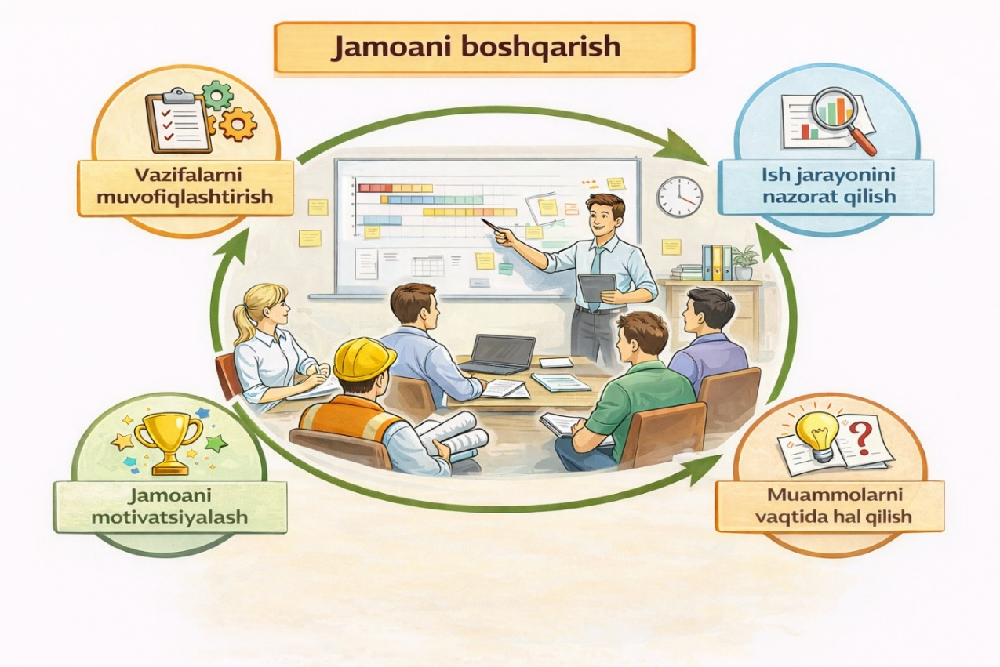 Jamoani boshqarish
Vazifalarni
muvofiqlashtirish
Ish jarayonini
nazorat qilish
Jamoani
motivatsiyalash
Muammolarni
vaqtida hal qilish